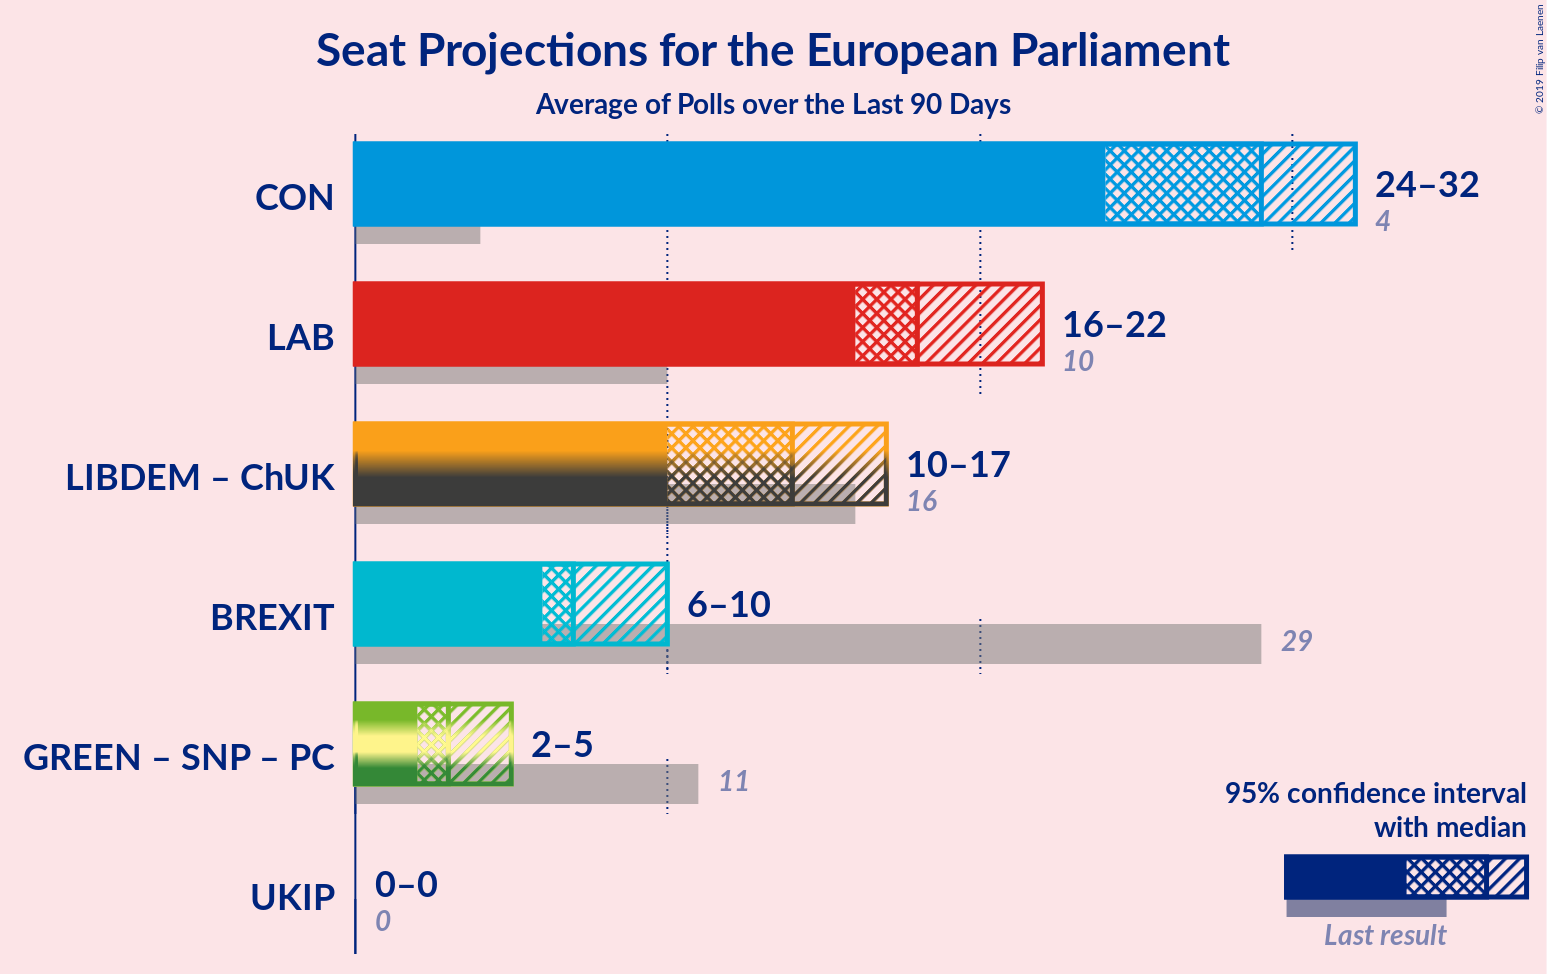 Seat Projections for the European Parliament
Average of Polls over the Last 90 Days
© 2019 Filip van Laenen
CON
24–32
4
LAB
16–22
10
LIBDEM – ChUK
10–17
16
BREXIT
6–10
29
GREEN – SNP – PC
2–5
11
UKIP
0–0
0
95% confidence interval
with median
Last result